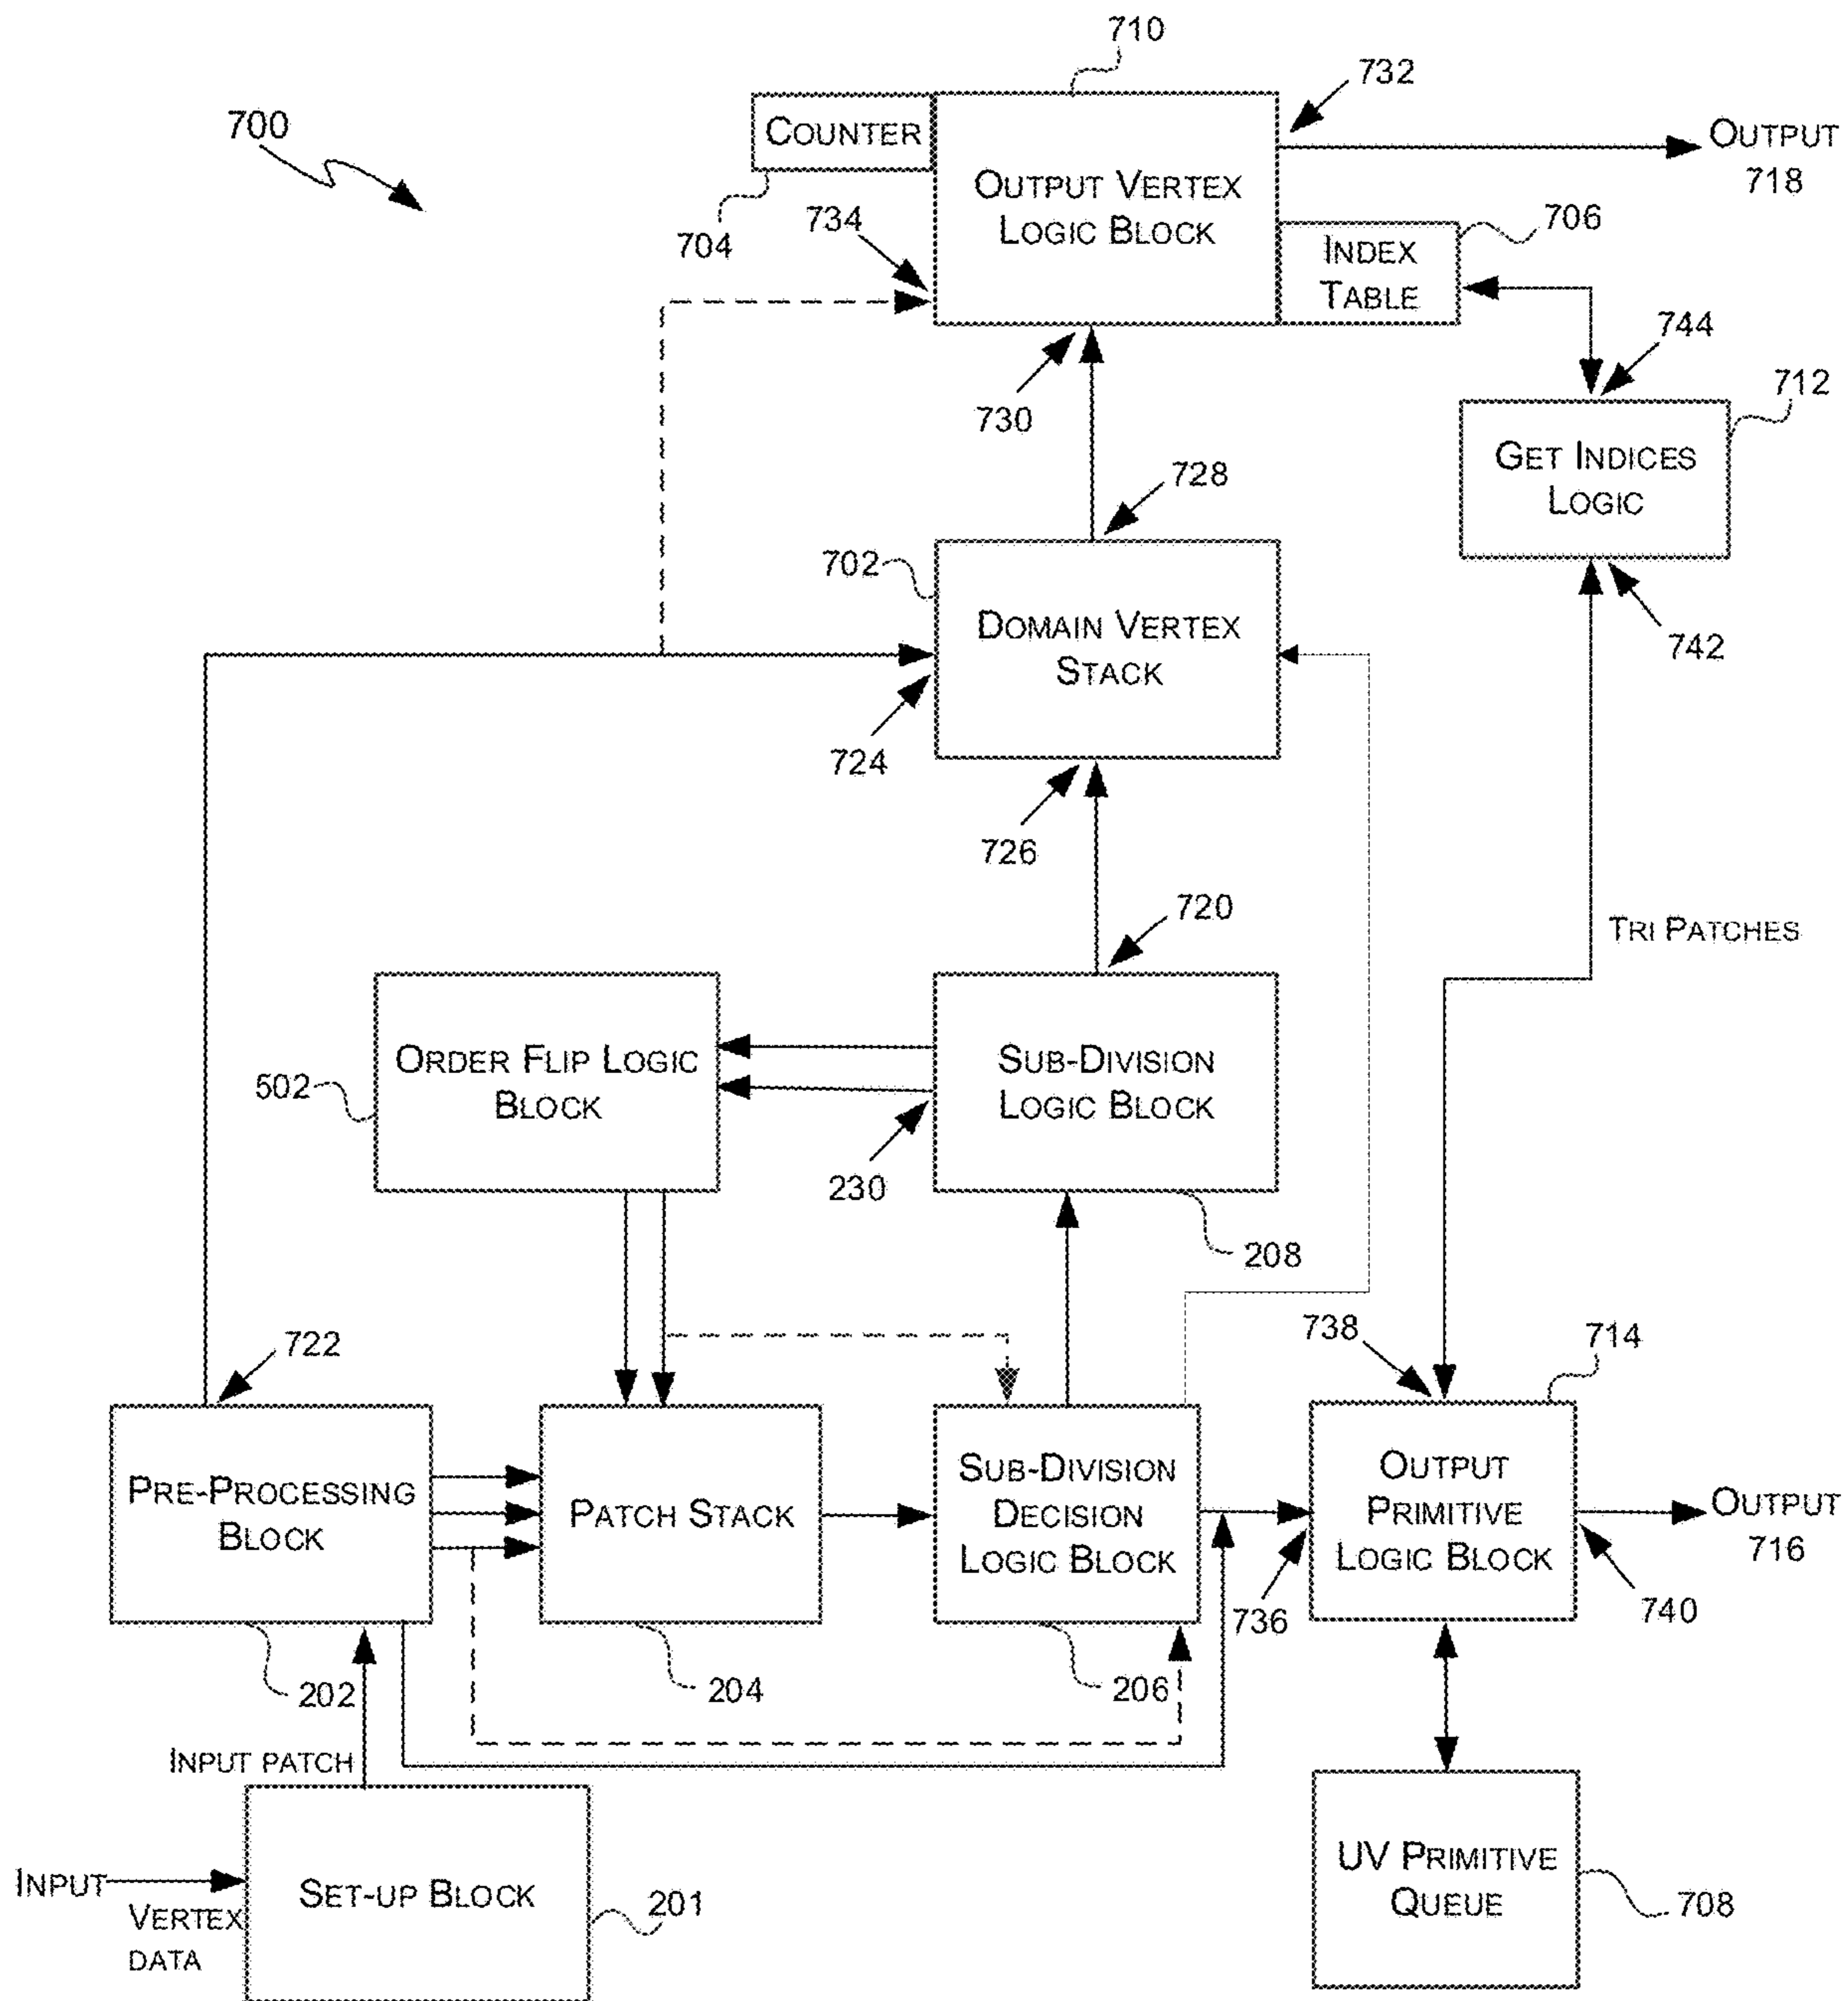 710
732
700
COUNTER
OUTPUT
718
OUTPUT VERTEX
LOGIC BLOCK
704
734
706
INDEX
TABLE
744
712
730
GET INDICES
LOGIC
728
702
DOMAIN VERTEX
STACK
742
724
726
720
TRI PATCHES
ORDER FLIP LOGIC
BLOCK
502
SUB-DIVISION
LOGIC BLOCK
230
208
722
738
714
PRE-PROCESSING
BLOCK
PATCH STACK
SUB-DIVISION
DECISION
LOGIC BLOCK
OUTPUT
PRIMITIVE
LOGIC BLOCK
OUTPUT
716
736
740
202
204
206
INPUT PATCH
INPUT
VERTEX
DATA
SET-UP BLOCK
201
UV PRIMITIVE
QUEUE
708